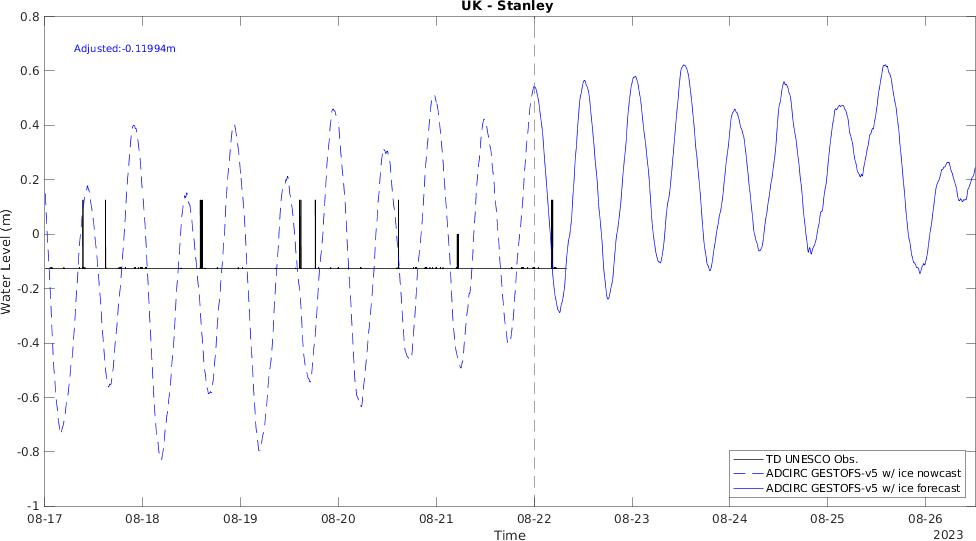 UK - Stanley
Adjusted:-0.11994m
Water Level (m)
0.8
0.6
0.4
0.2
0
-0.2
-0.4
-0.6
-0.8
-1
TD UNESCO Obs.
ADCIRC GESTOFS-v5 w/ ice nowcast
ADCIRC GESTOFS-v5 w/ ice forecast
08-17 08-18 08-19 08-20 08-21 08-22 08-23 08-24 08-25 08-26
Time
2023